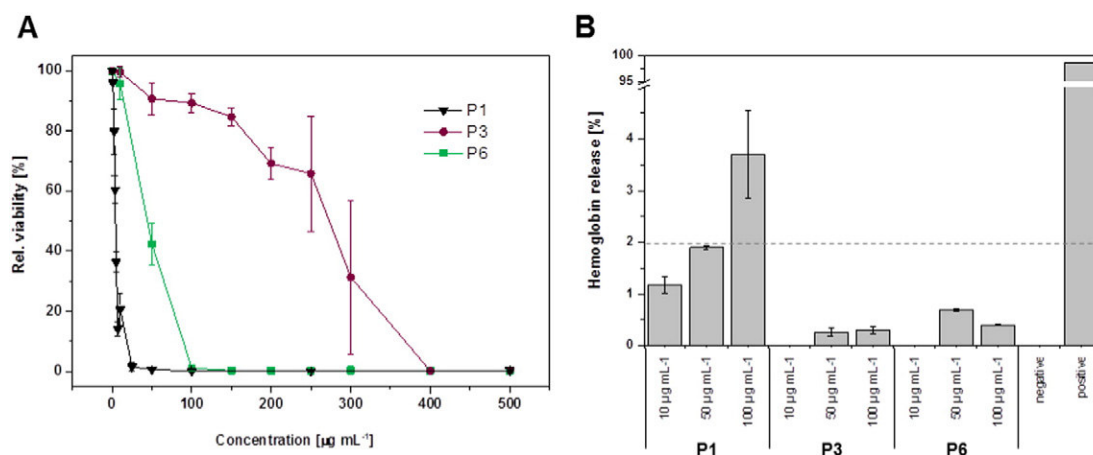 A
Rel. viability [%]
100
80
60
40
20
0
P1
P3
P6
0 100 200 300 400 500
Concentration [µg mL⁻¹]
B
Hemoglobin release [%]
100
95
4
3
2
1
0
10 µg mL-1
50 µg mL-1
100 µg mL-1
10 µg mL-1
50 µg mL-1
100 µg mL-1
10 µg mL-1
50 µg mL-1
100 µg mL-1
negative
positive
P1 P3 P6